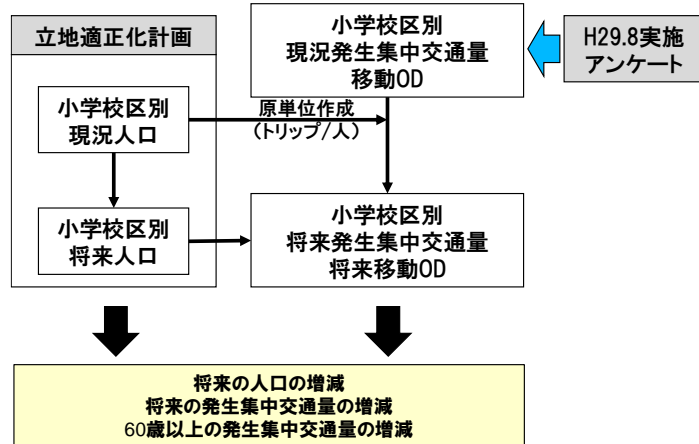 立地適正化計画
小学校区別
現況人口
小学校区別
将来人口
小学校区別
現況発生集中交通量
移動OD
H29.8実施
アンケート
原単位作成
(トリップ/人)
小学校区別
将来発生集中交通量
将来移動OD
将来の人口の増減
将来の発生集中交通量の増減
60歳以上の発生集中交通量の増減